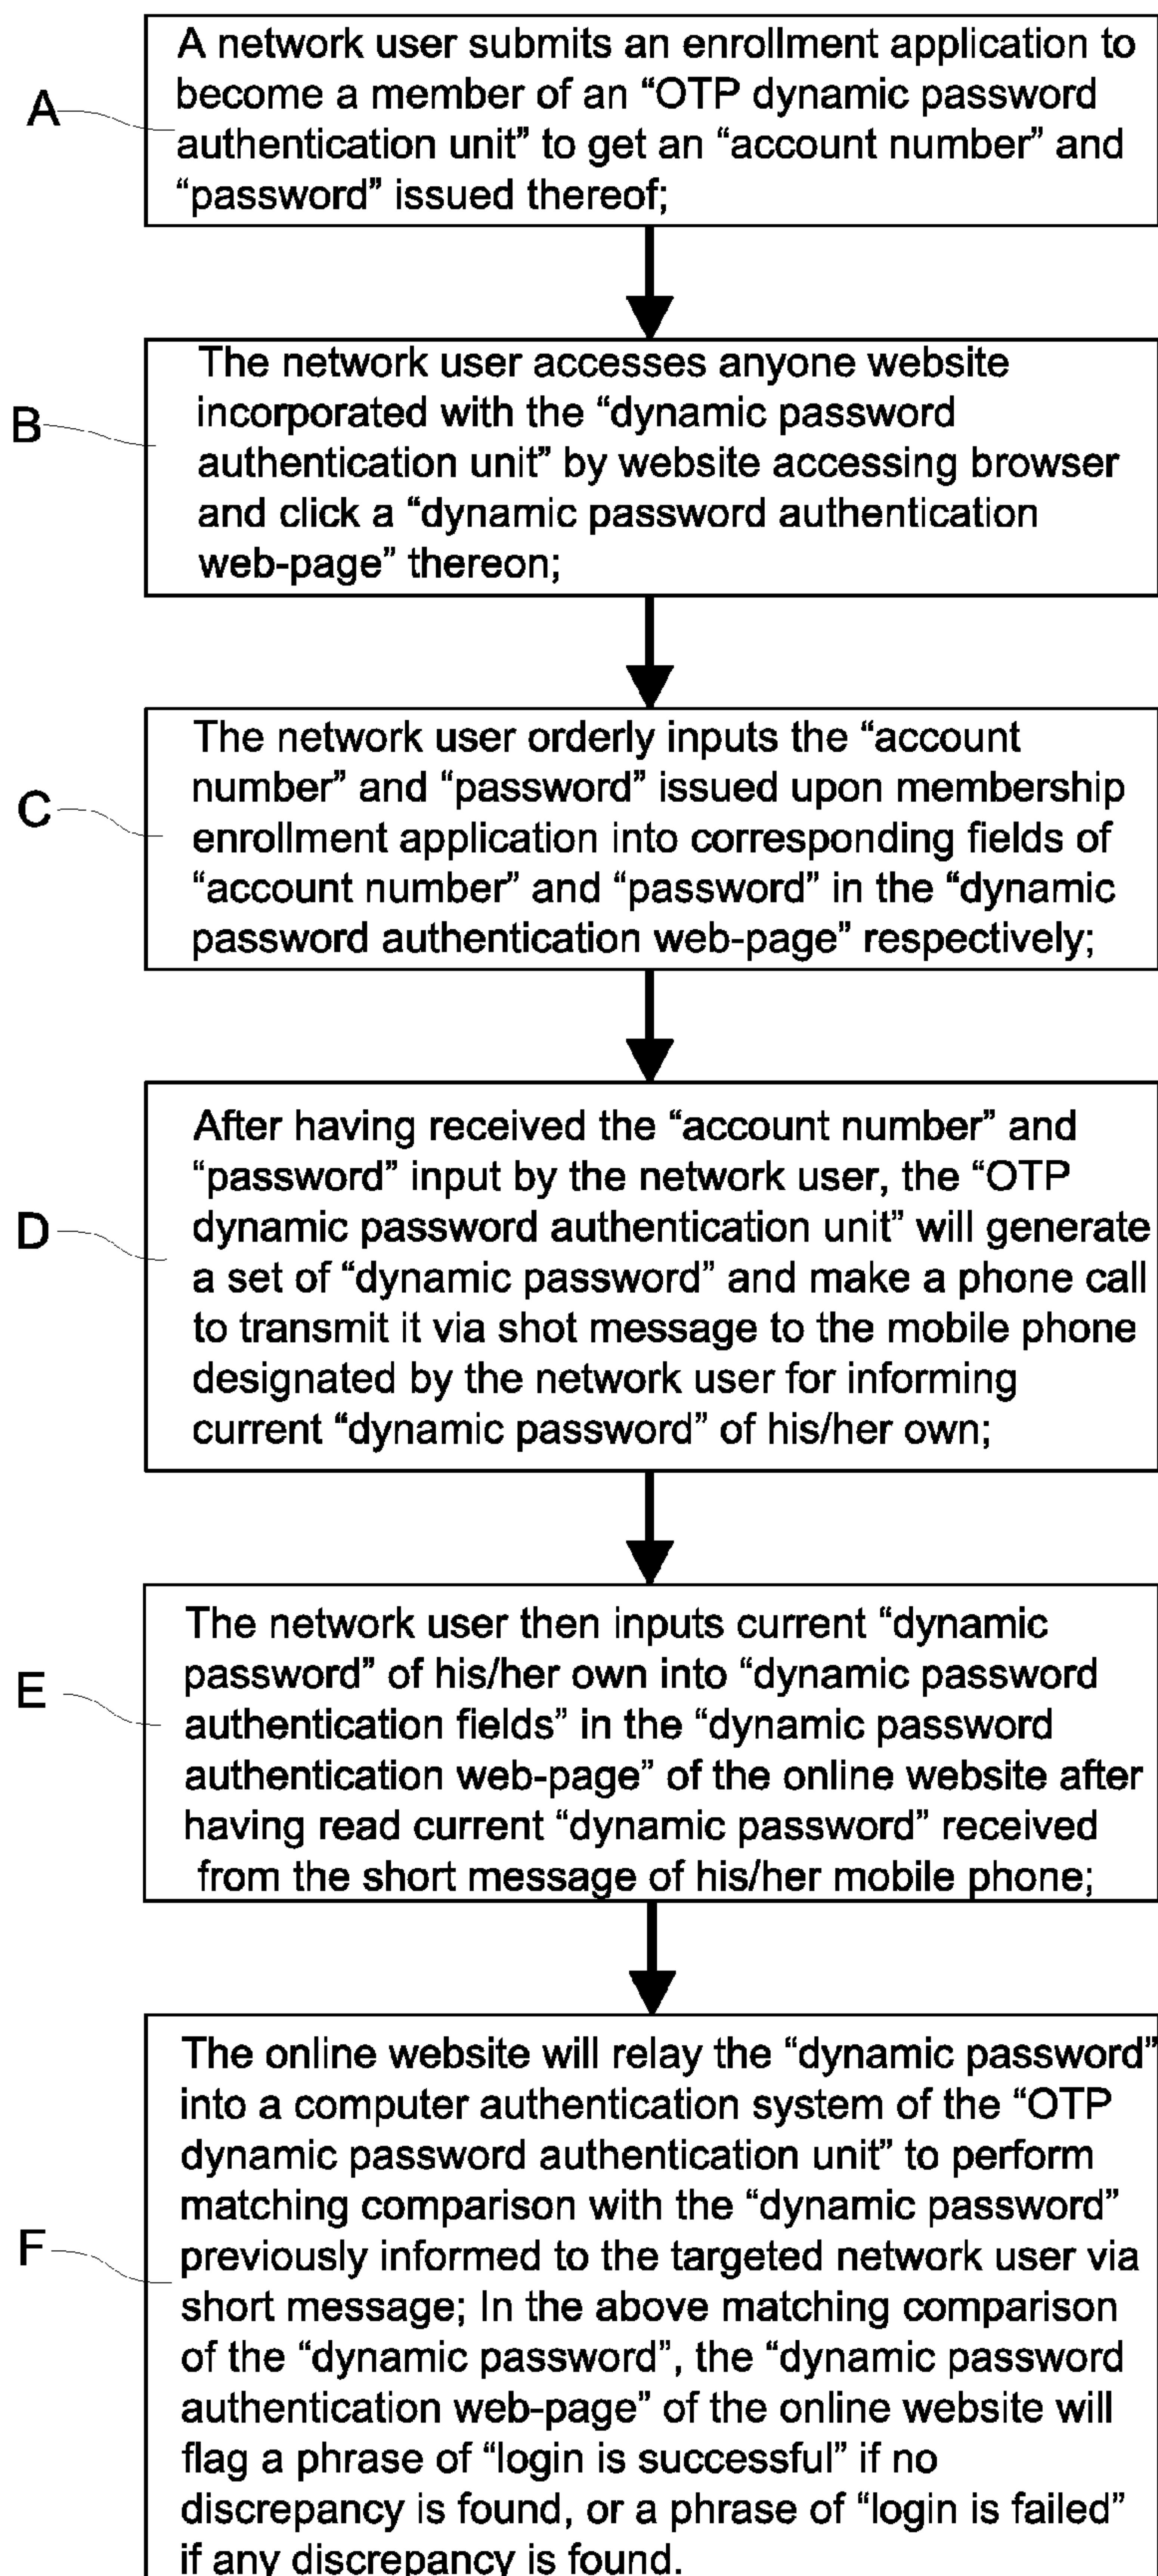 A network user submits an enrollment application to
become a member of an “OTP dynamic password
A
authentication unit” to get an “account number” and
“password” issued thereof;
The network user accesses anyone website
incorporated with the “dynamic password
B
authentication unit” by website accessing browser
and click a “dynamic password authentication
web-page” thereon;
The network user orderly inputs the “account
number” and “password” issued upon membership
C
enrollment application into corresponding fields of
“account number” and “password” in the “dynamic
password authentication web-page” respectively;
After having received the “account number” and
“password” input by the network user, the “OTP
D
dynamic password authentication unit” will generate
a set of “dynamic password” and make a phone call
to transmit it via shot message to the mobile phone
designated by the network user for informing
current “dynamic password” of his/her own;
The network user then inputs current “dynamic
password” of his/her own into “dynamic password
E
authentication fields” in the “dynamic password
authentication web-page” of the online website after
having read current “dynamic password” received
from the short message of his/her mobile phone;
The online website will relay the “dynamic password”
into a computer authentication system of the “OTP
dynamic password authentication unit” to perform
matching comparison with the “dynamic password”
F
previously informed to the targeted network user via
short message; In the above matching comparison
of the “dynamic password”, the “dynamic password
authentication web-page” of the online website will
flag a phrase of “login is successful” if no
discrepancy is found, or a phrase of “login is failed”
if any discrepancy is found.